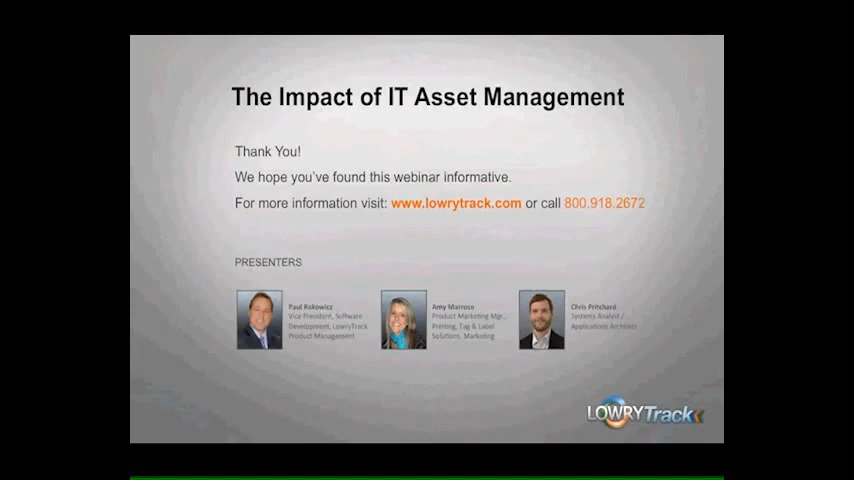 The Impact of IT Asset Management
Thank You!
We hope you've found this webinar informative.
For more information visit: www.lowrytrack.com or call 800.918.2672
PRESENTERS
Paul Rakowicz
Vice President, Software
Development, LowryTrack
Product Management
Amy Marroso
Product Marketing Mgr.,
Printing, Tag & Label
Solutions, Marketing
Chris Pritchard
Systems Analyst /
Applications Architect
LOWRYTrack